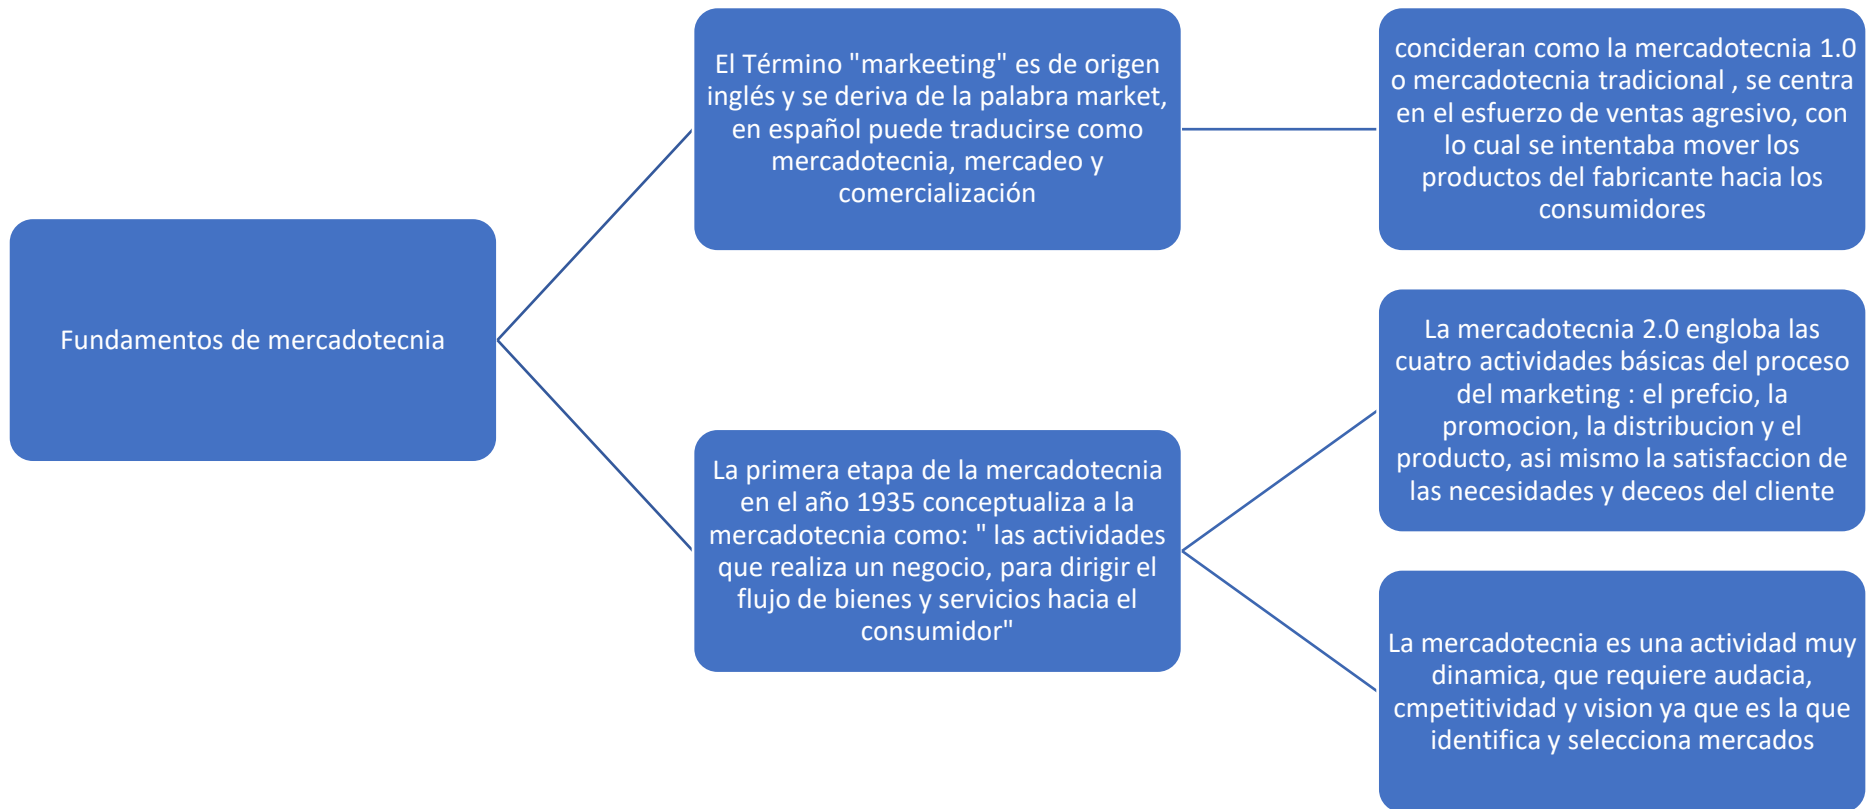 Fundamentos de mercadotecnia
El Término "markeeting" es de origen
inglés y se deriva de la palabra market,
en español puede traducirse como
mercadotecnia, mercadeo y
comercialización
concideran como la mercadotecnia 1.0
o mercadotecnia tradicional , se centra
en el esfuerzo de ventas agresivo, con
lo cual se intentaba mover los
productos del fabricante hacia los
consumidores
La primera etapa de la mercadotecnia
en el año 1935 conceptualiza a la
mercadotecnia como: " las actividades
que realiza un negocio, para dirigir el
flujo de bienes y servicios hacia el
consumidor"
La mercadotecnia 2.0 engloba las
cuatro actividades básicas del proceso
del marketing : el prefcio, la
promocion, la distribucion y el
producto, asi mismo la satisfaccion de
las necesidades y deceos del cliente
La mercadotecnia es una actividad muy
dinamica, que requiere audacia,
cmpetitividad y vision ya que es la que
identifica y selecciona mercados